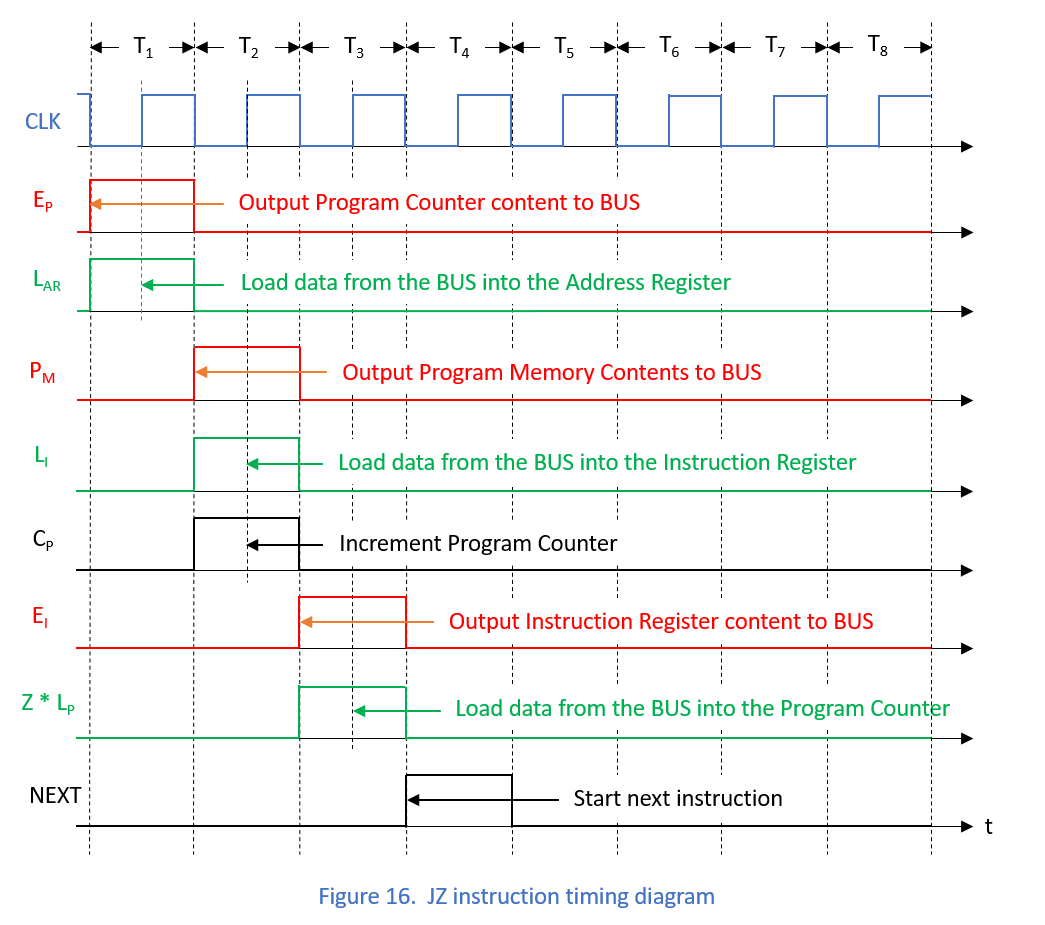 T1 T2 T3 T4 T5 T6 T7 T8
CLK
EP Output Program Counter content to BUS
LAR Load data from the BUS into the Address Register
PM Output Program Memory Contents to BUS
LI Load data from the BUS into the Instruction Register
CP Increment Program Counter
EI Output Instruction Register content to BUS
Z * LP Load data from the BUS into the Program Counter
NEXT Start next instruction
t
Figure 16. JZ instruction timing diagram